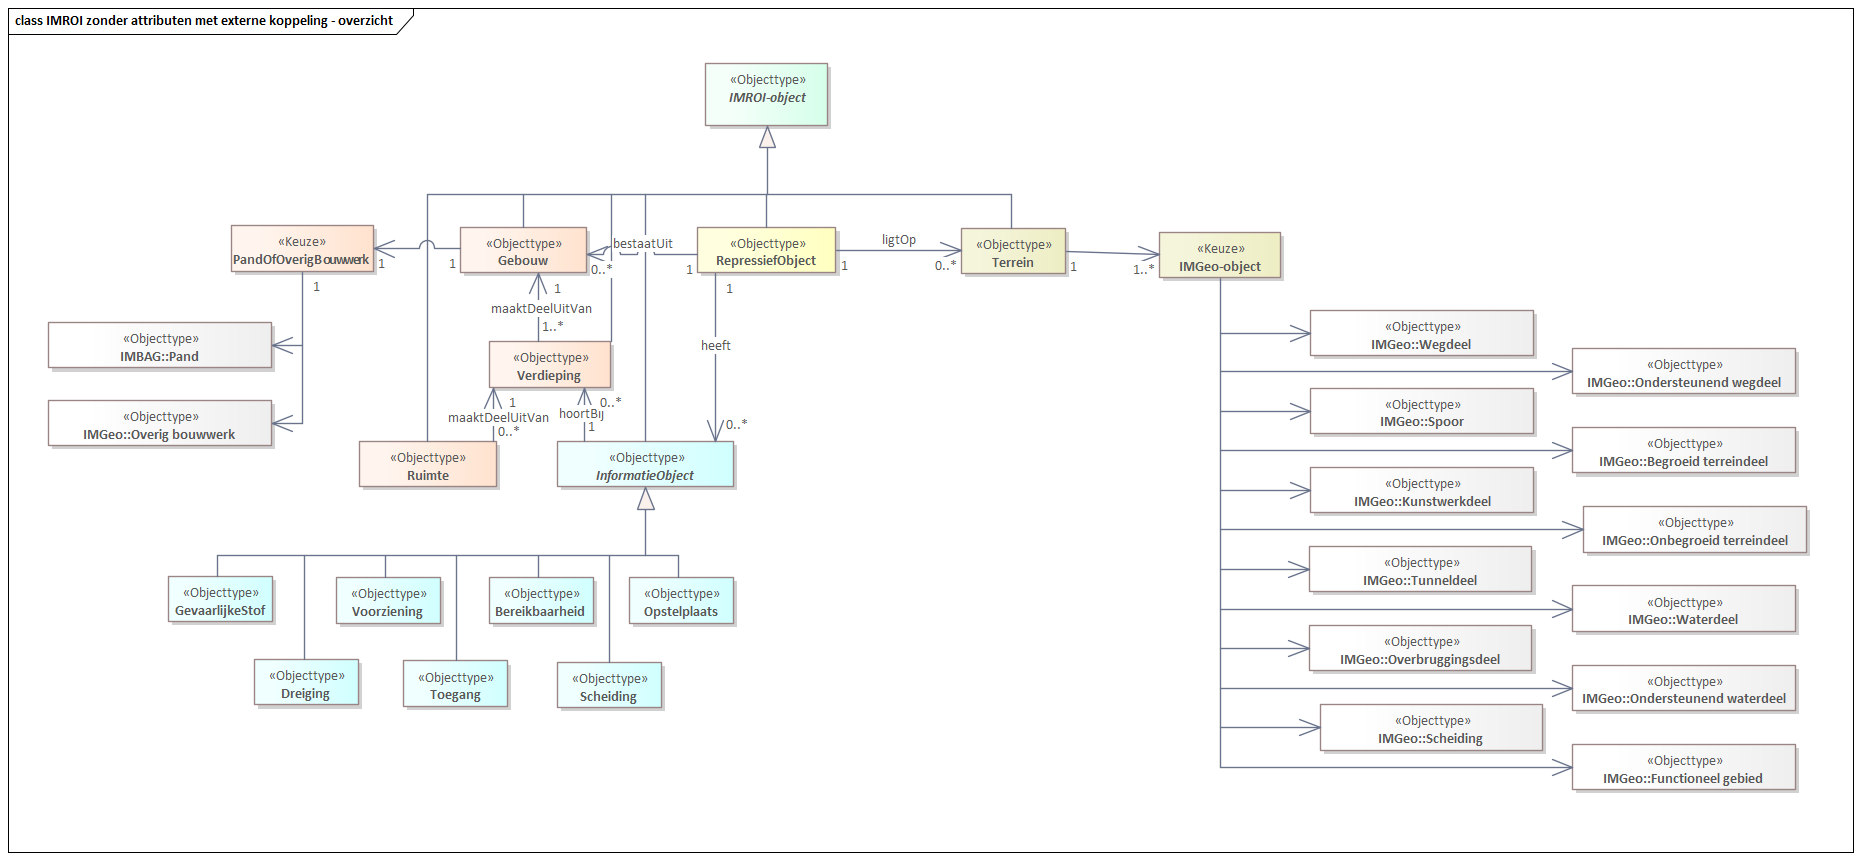 class IMROI zonder attributen met externe koppeling - overzicht
«Objecttype»
IMROI-object
«Keuze»
PandOfOverigBouwwerk
«Objecttype»
Gebouw
bestaatUit
«Objecttype»
RepressiefObject
ligtOp
«Objecttype»
Terrein
«Keuze»
IMGeo-object
1
1
0..*
1
1
0..*
1
1..*
1
1
maaktDeelUitVan
1..*
1
heeft
0..*
«Objecttype»
IMBAG::Pand
«Objecttype»
IMGeo::Overig bouwwerk
«Objecttype»
Verdieping
1
maaktDeelUitVan
0..*
0..*
hoortBij
1
«Objecttype»
Ruimte
«Objecttype»
InformatieObject
«Objecttype»
GevaarlijkeStof
«Objecttype»
Voorziening
«Objecttype»
Bereikbaarheid
«Objecttype»
Opstelplaats
«Objecttype»
Dreiging
«Objecttype»
Toegang
«Objecttype»
Scheiding
«Objecttype»
IMGeo::Wegdeel
«Objecttype»
IMGeo::Ondersteunend wegdeel
«Objecttype»
IMGeo::Spoor
«Objecttype»
IMGeo::Begroeid terreindeel
«Objecttype»
IMGeo::Kunstwerkdeel
«Objecttype»
IMGeo::Onbegroeid terreindeel
«Objecttype»
IMGeo::Tunneldeel
«Objecttype»
IMGeo::Waterdeel
«Objecttype»
IMGeo::Overbruggingsdeel
«Objecttype»
IMGeo::Ondersteunend waterdeel
«Objecttype»
IMGeo::Scheiding
«Objecttype»
IMGeo::Functioneel gebied